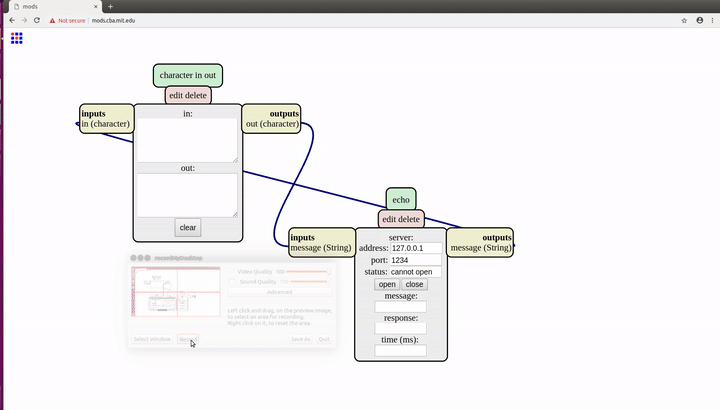 mods
Not secure | mods.cba.mit.edu
character in out
edit delete
inputs
in (character)
in:
outputs
out (character)
out:
clear
echo
edit delete
inputs
message (String)
server:
address: 127.0.0.1
port: 1234
status: cannot open
open close
message:
response:
time (ms):
outputs
message (String)
recordMyDesktop
Video Quality 100
Sound Quality 100
Advanced
Left click and drag, on the preview image,
to select an area for recording.
Right click on it, to reset the area.
Select Window
Record
Save As
Quit